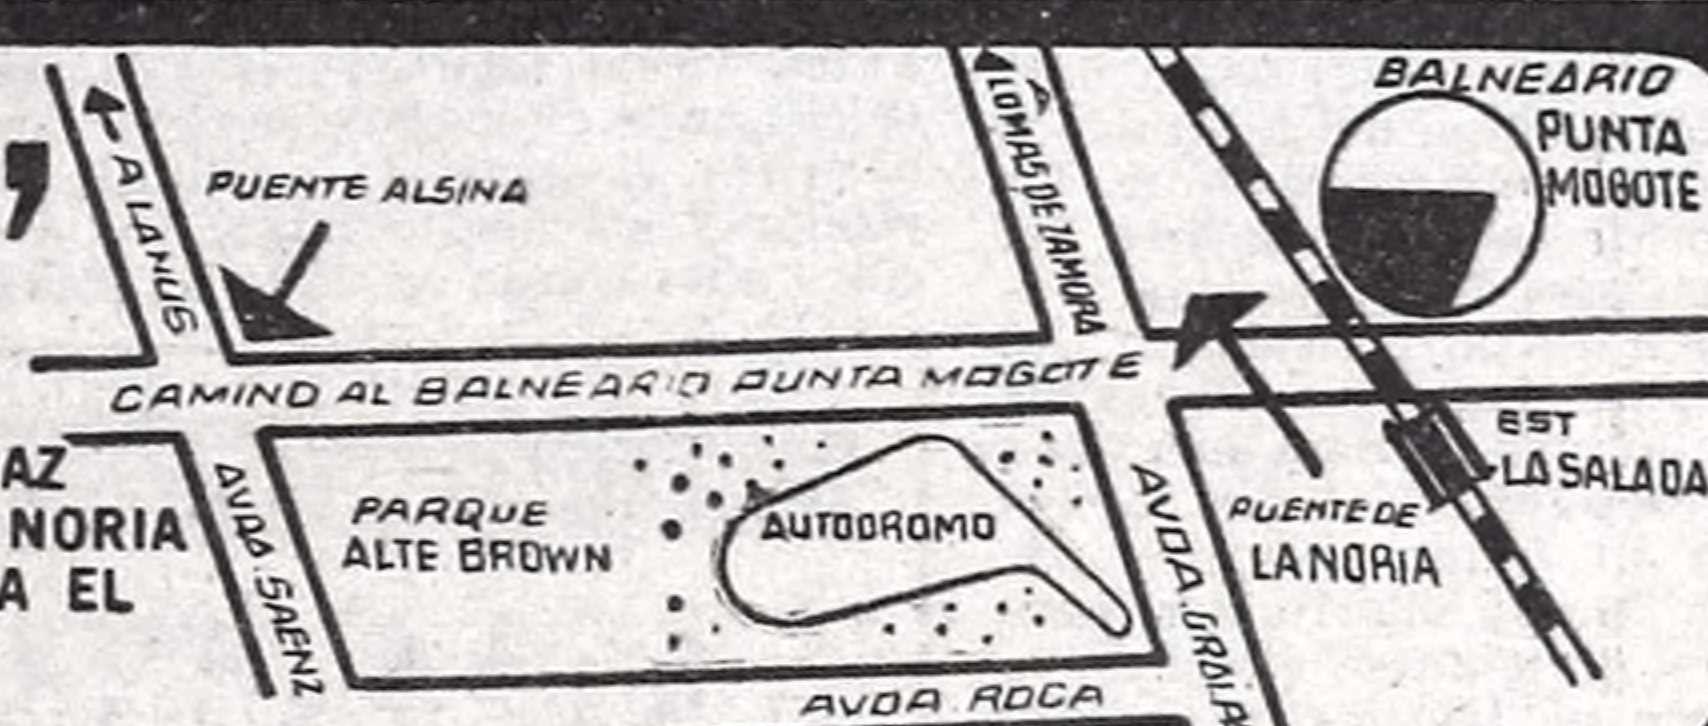 BALNEARIO
PUNTA
MOGOTE
A LANUS
PUENTE ALSINA
A LOMAS DE ZAMORA
CAMINO AL BALNEARIO PUNTA MOGOTE
EST
LA SALADA
AZ
NORIA
A EL
AVDA. SAENZ
PARQUE
ALTE BROWN
AUTODROMO
AVDA. GRAL
PUENTE DE
LA NORIA
AVDA. ROCA